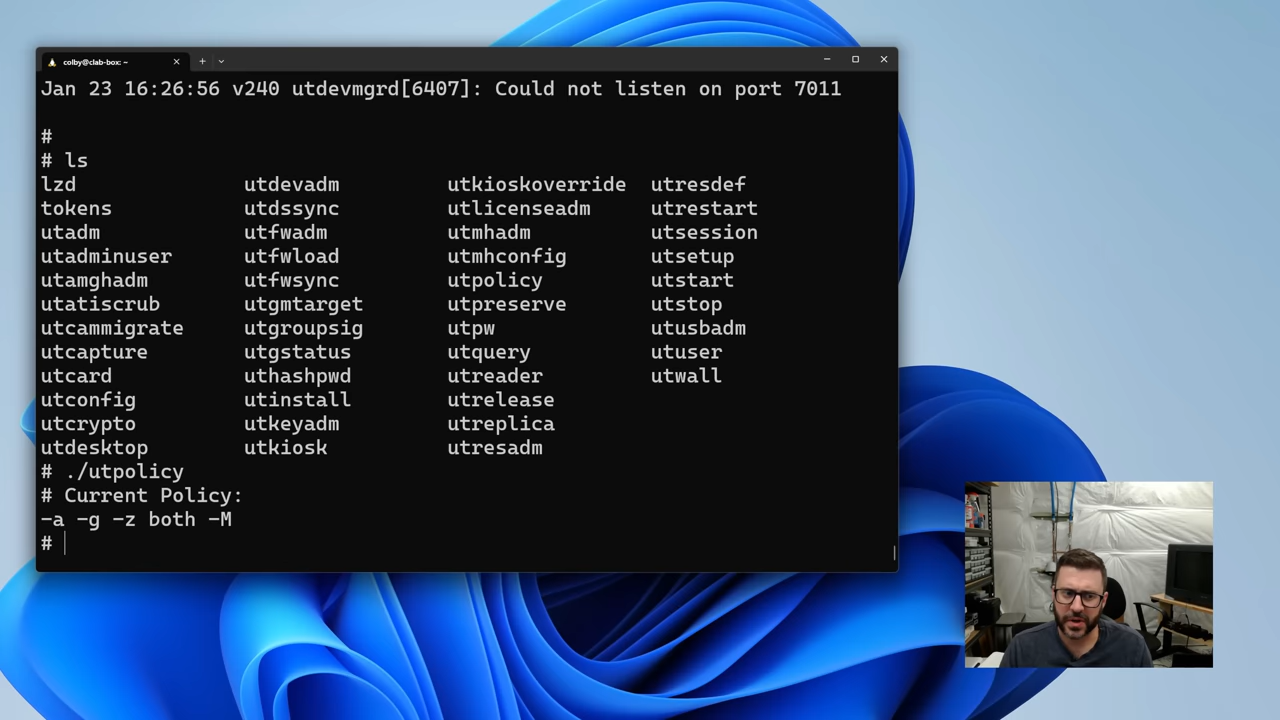 colby@clab-box: ~
Jan 23 16:26:56 v240 utdevmgrd[6407]: Could not listen on port 7011
#
# ls
lzd utdevadm utkioskoverride utresdef
tokens utdssync utlicenseadm utrestart
utadm utfwadm utmhadm utsession
utadminuser utfwload utmhconfig utsetup
utamghadm utfwsync utpolicy utstart
utatiscrub utgmtarget utpreserve utstop
utcammigrate utgroupsig utpw utusbadm
utcapture utgstatus utquery utuser
utcard uthashpwd utreader utwall
utconfig utinstall utrelease
utcrypto utkeyadm utreplica
utdesktop utkiosk utresadm
# ./utpolicy
# Current Policy:
-a -g -z both -M
#